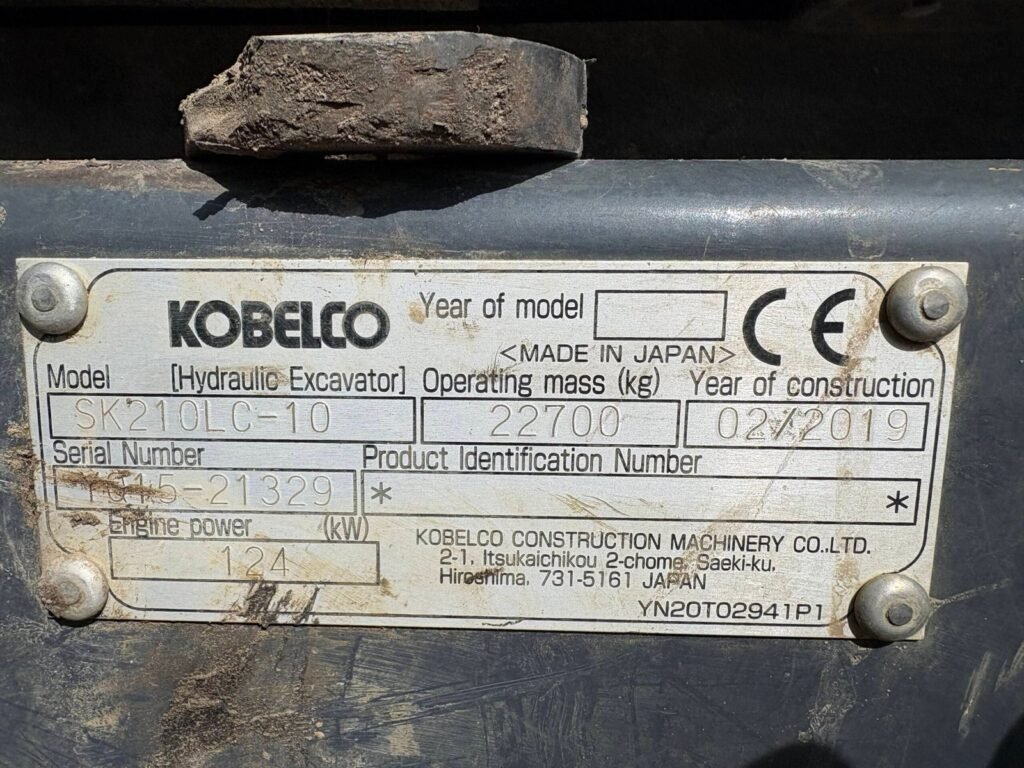 KOBELCO
Year of model
<MADE IN JAPAN>
CE
Model [Hydraulic Excavator]
SK210LC-10
Operating mass (kg)
22700
Year of construction
02/2019
Serial Number
YQ15-21329
Product Identification Number
* *
Engine power (kW)
124
KOBELCO CONSTRUCTION MACHINERY CO.,LTD.
2-1, Itsukaichikou 2-chome, Saeki-ku,
Hiroshima, 731-5161 JAPAN
YN20T02941P1